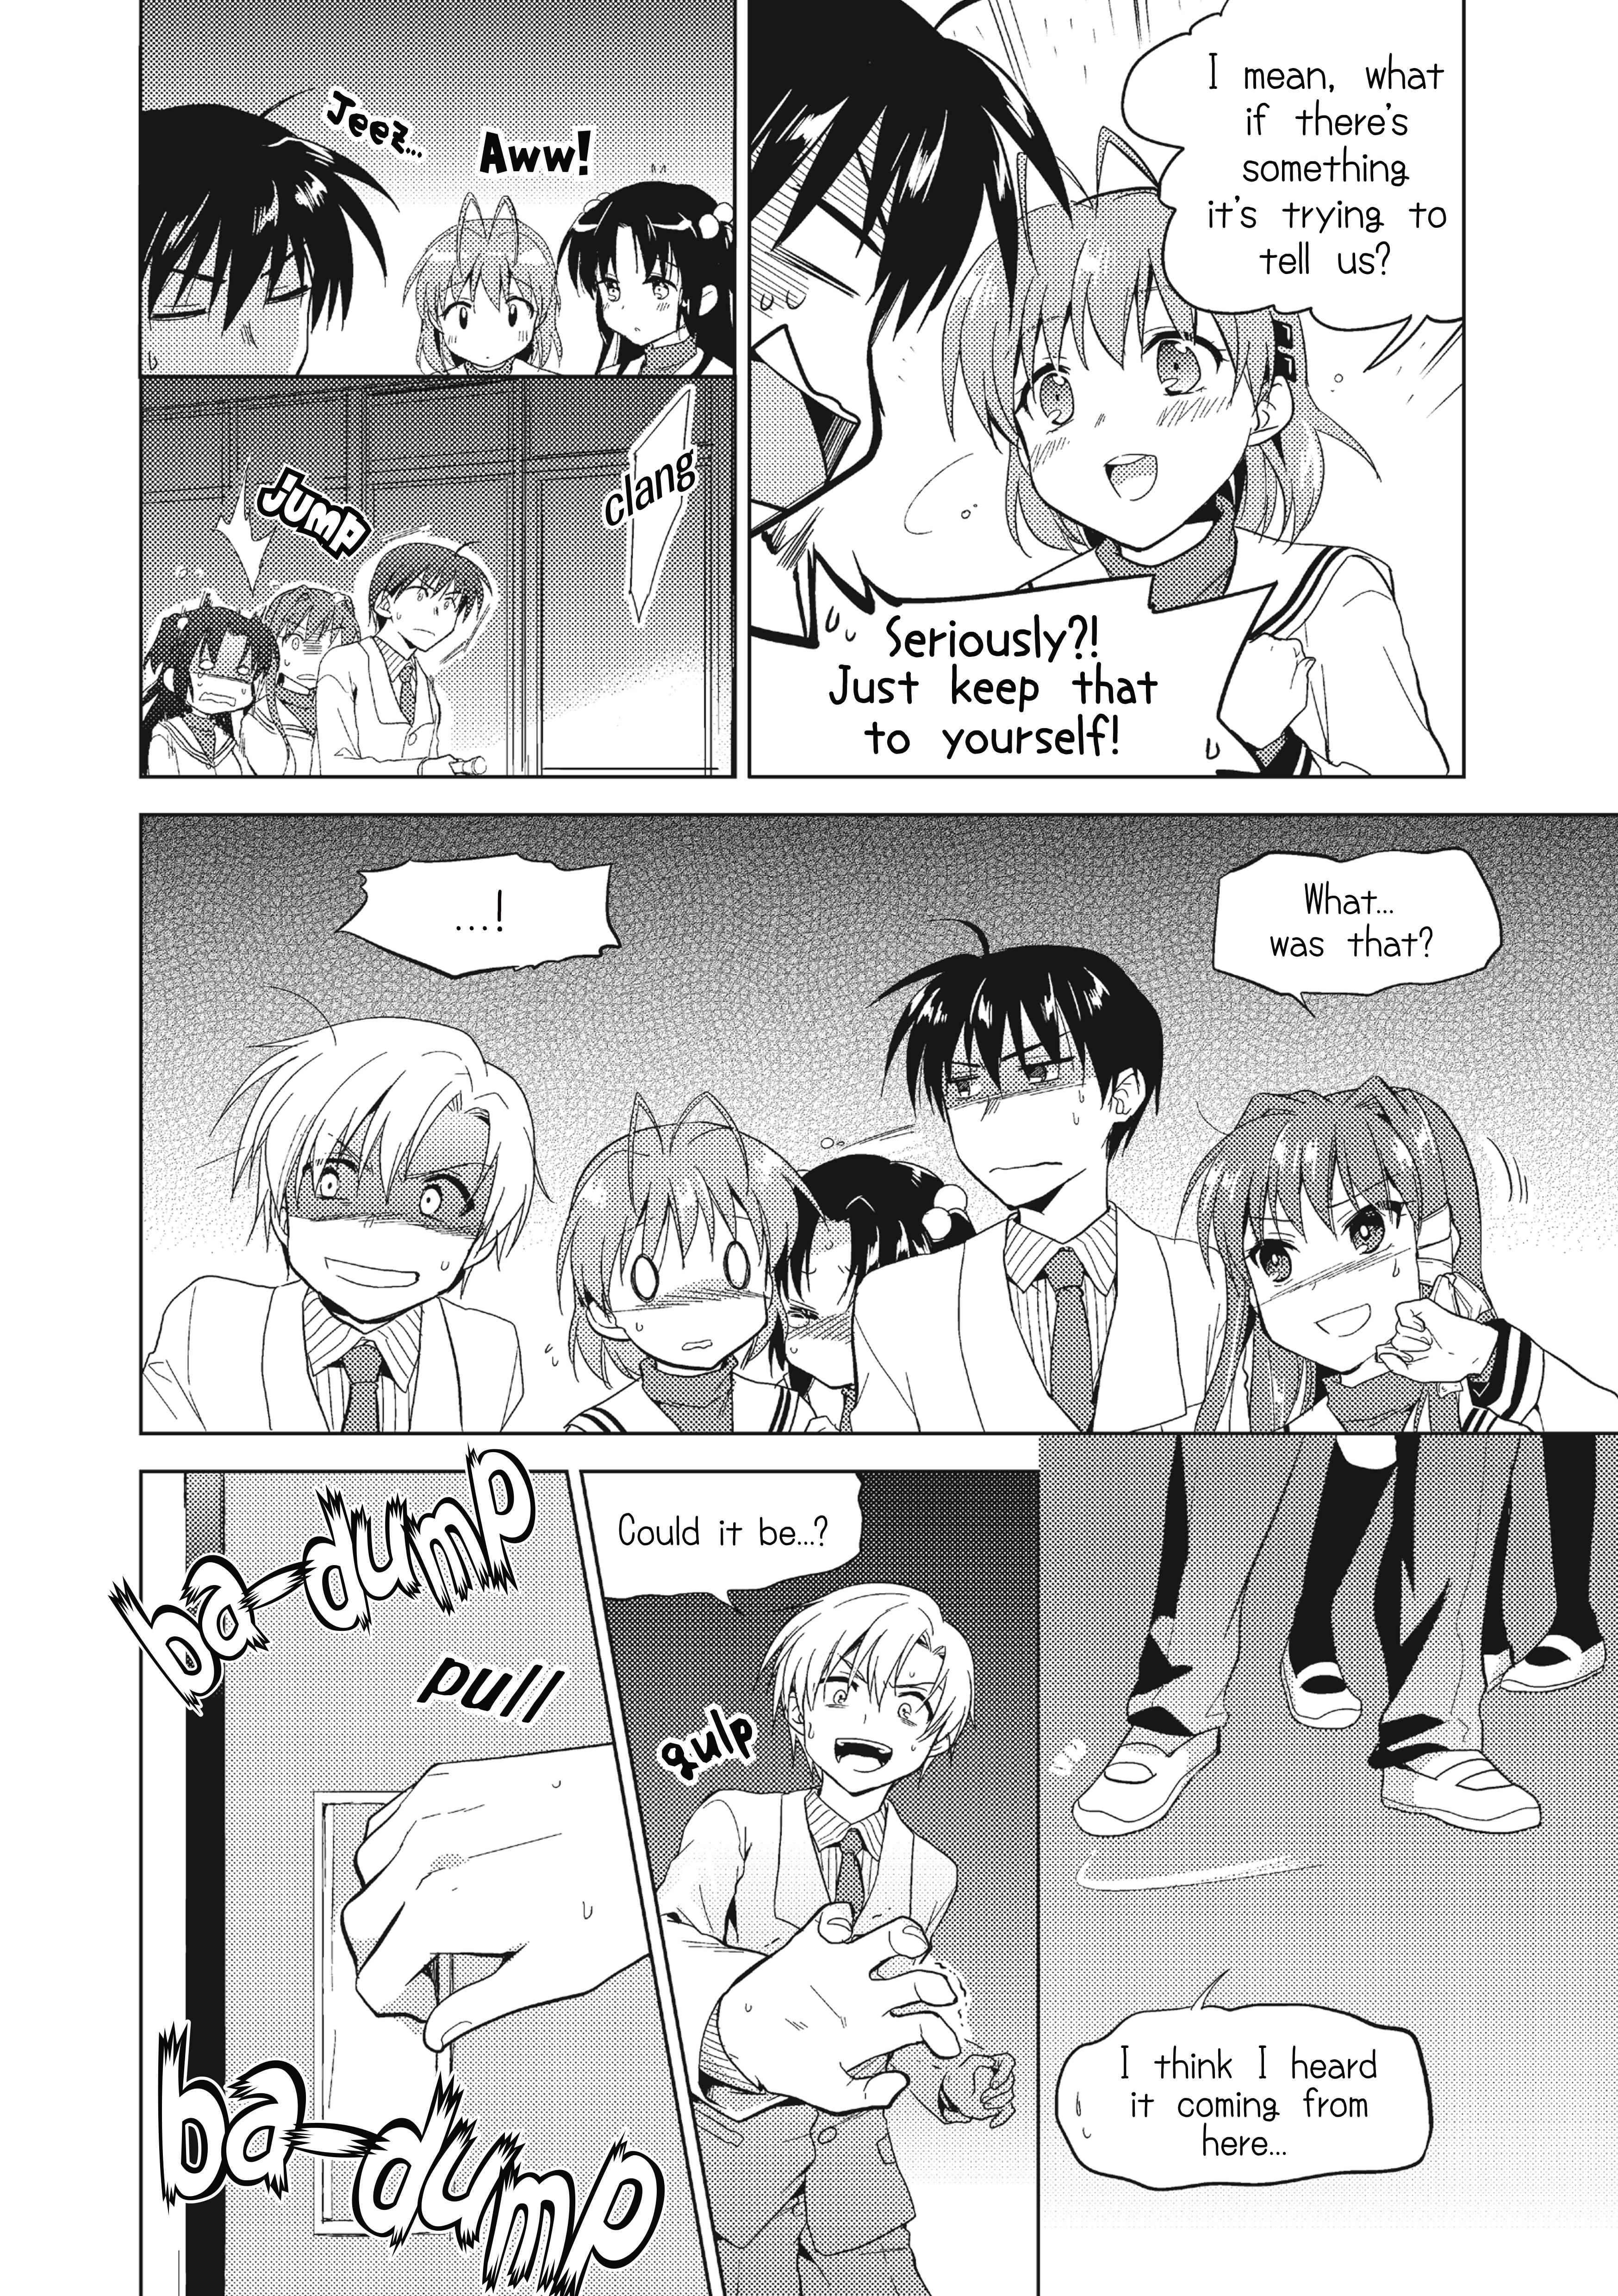 I mean, what
if there's
something
it's trying to
tell us?
Seriously?!
Just keep that
to yourself!
Jeez...
Aww!
clang
jump
What...
was that?
...!
I think I heard
it coming from
here...
Could it be...?
gulp
ba-dump
pull
ba-dump